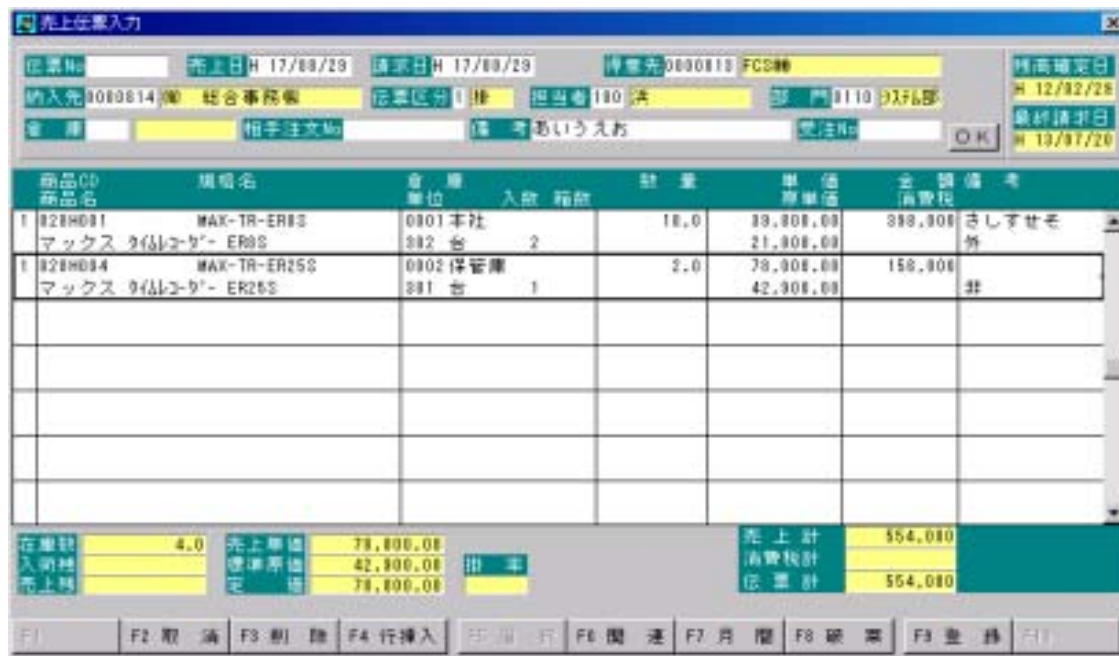 売上伝票入力
伝票No 売上日 H 17/08/29 請求日 H 17/08/29 得意先 0000810 FCS㈱ 残高確定日
H 12/02/28
納入先 0000814 ㈱ 総合事務㈱ 伝票区分 1 掛 担当者 100 部 門 0110 システム部
倉 庫 相手注文No 備 考 あいうえお 受注No OK 最終請求日
H 13/07/20
商品CD 規格名 倉 庫 数 量 単 価 金 額 備 考
商品名 単位 入数 箱数 原単価 消費税
1 028H001 MAX-TR-ER8S 0001 本社 10.0 39,800.00 398,000 さしすせそ
マックス タイムレコーダー ER8S 302 台 2 21,800.00 外
1 028H004 MAX-TR-ER25S 0002 保管庫 2.0 78,000.00 156,000
マックス タイムレコーダー ER25S 301 台 1 42,900.00 非
在庫数 4.0 売上単価 78,000.00 売 上 計 554,000
入荷残 標準原価 42,900.00 掛 率 消費税計
売上残 定 価 78,000.00 伝 票 計 554,000
F1 F2 取 消 F3 削 除 F4 行挿入 F6 関 連 F7 月 間 F8 破 票 F9 登 録 F10